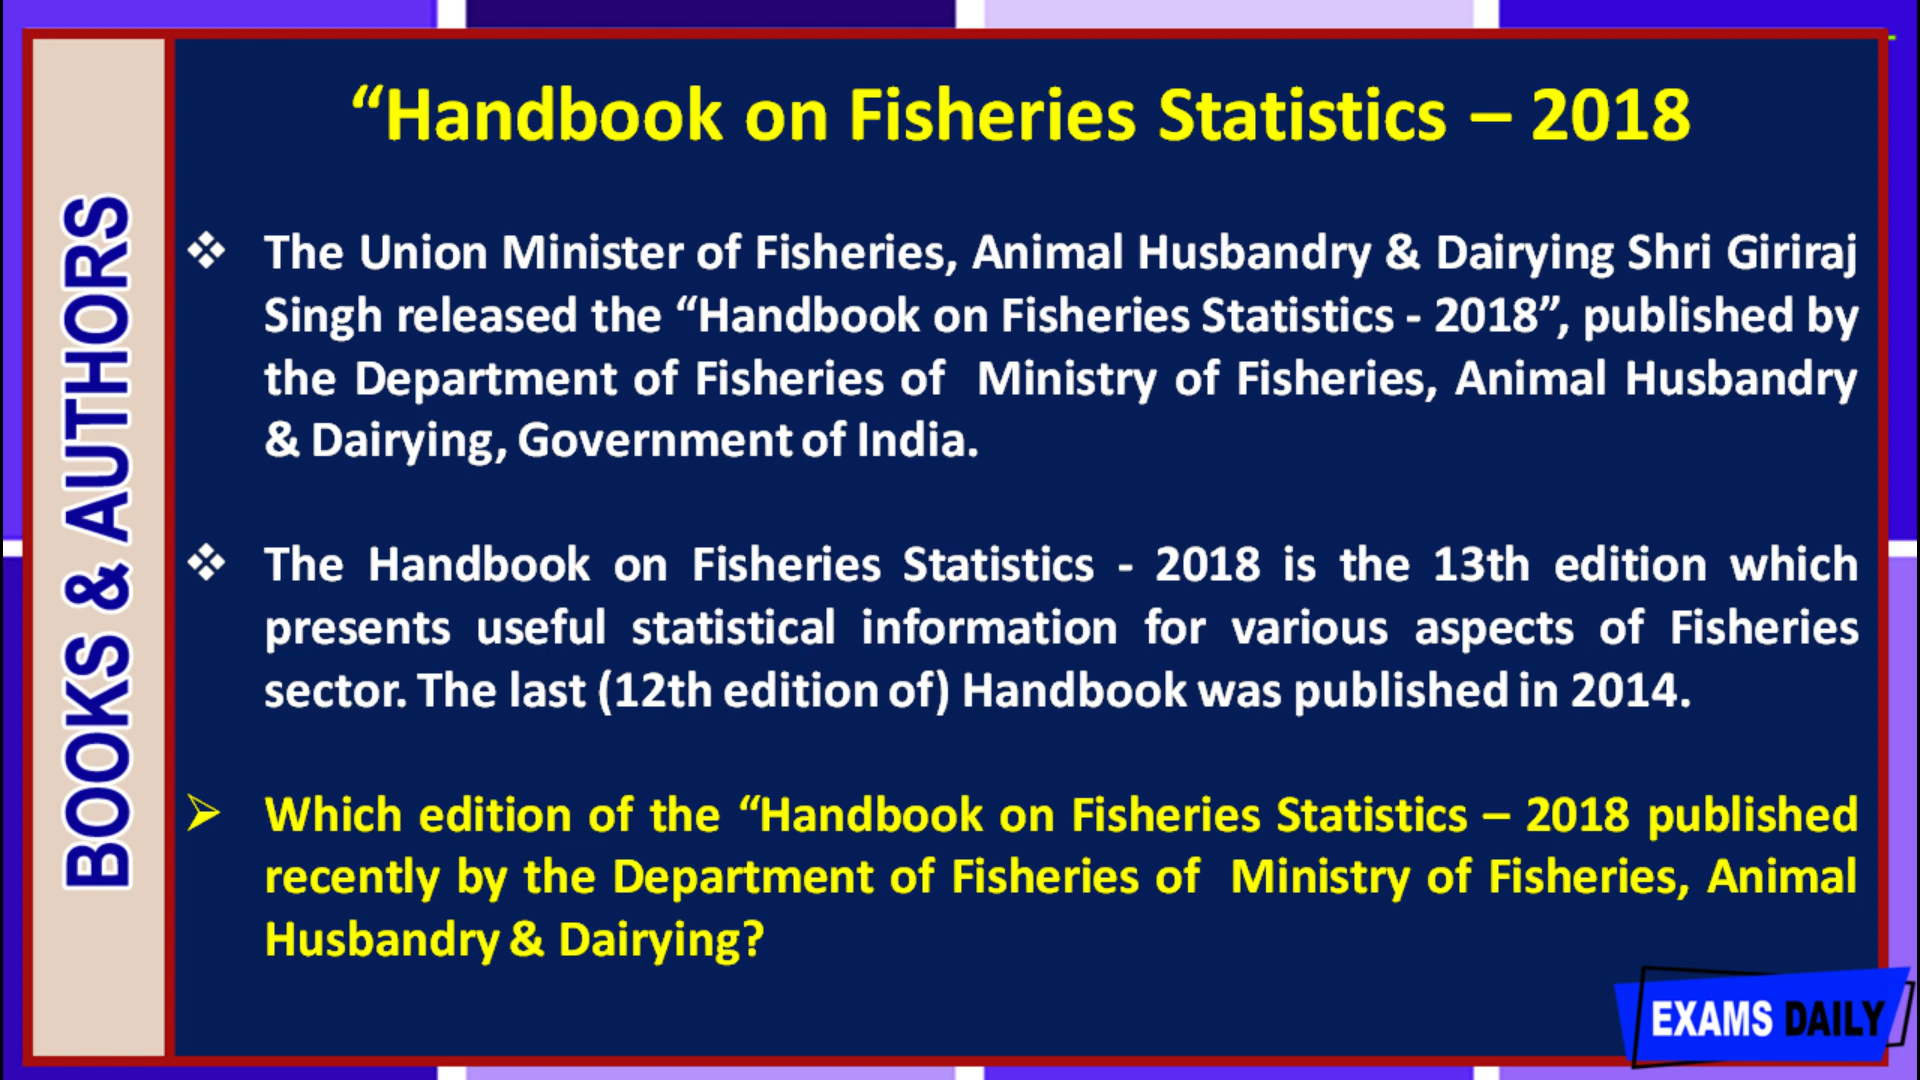 “Handbook on Fisheries Statistics – 2018
BOOKS & AUTHORS
❖ The Union Minister of Fisheries, Animal Husbandry & Dairying Shri Giriraj
Singh released the “Handbook on Fisheries Statistics - 2018”, published by
the Department of Fisheries of Ministry of Fisheries, Animal Husbandry
& Dairying, Government of India.
❖ The Handbook on Fisheries Statistics - 2018 is the 13th edition which
presents useful statistical information for various aspects of Fisheries
sector. The last (12th edition of) Handbook was published in 2014.
➢ Which edition of the “Handbook on Fisheries Statistics – 2018 published
recently by the Department of Fisheries of Ministry of Fisheries, Animal
Husbandry & Dairying?
EXAMS DAILY